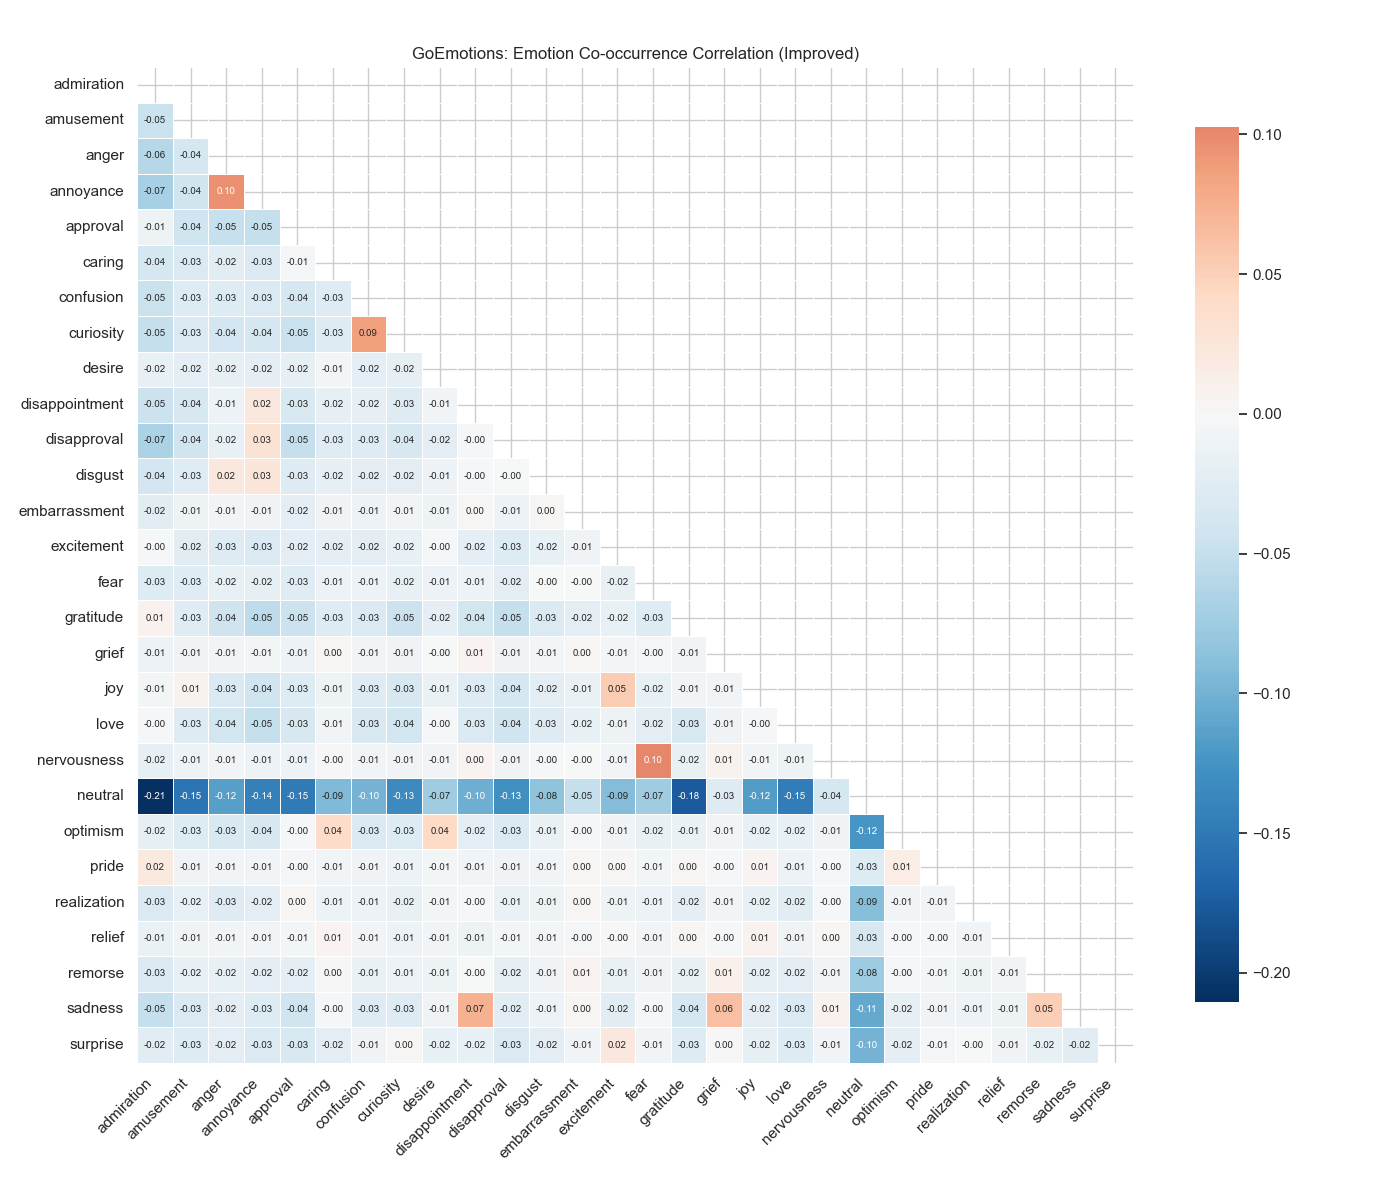 GoEmotions: Emotion Co-occurrence Correlation (Improved)
admiration
amusement -0.05
anger -0.06 -0.04
annoyance -0.07 -0.04 0.10
approval -0.01 -0.04 -0.05 -0.05
caring -0.04 -0.03 -0.02 -0.03 -0.01
confusion -0.05 -0.03 -0.03 -0.03 -0.04 -0.03
curiosity -0.05 -0.03 -0.04 -0.04 -0.05 -0.03 0.09
desire -0.02 -0.02 -0.02 -0.02 -0.02 -0.01 -0.02 -0.02
disappointment -0.05 -0.04 -0.01 0.02 -0.03 -0.02 -0.02 -0.03 -0.01
disapproval -0.07 -0.04 -0.02 0.03 -0.05 -0.03 -0.03 -0.04 -0.02 -0.00
disgust -0.04 -0.03 0.02 0.03 -0.03 -0.02 -0.02 -0.02 -0.01 -0.00 -0.00
embarrassment -0.02 -0.01 -0.01 -0.01 -0.02 -0.01 -0.01 -0.01 -0.01 0.00 -0.01 0.00
excitement -0.00 -0.02 -0.03 -0.03 -0.02 -0.02 -0.02 -0.02 -0.00 -0.02 -0.03 -0.02 -0.01
fear -0.03 -0.03 -0.02 -0.02 -0.03 -0.01 -0.01 -0.02 -0.01 -0.01 -0.02 -0.00 -0.00 -0.02
gratitude 0.01 -0.03 -0.04 -0.05 -0.05 -0.03 -0.03 -0.05 -0.02 -0.04 -0.05 -0.03 -0.02 -0.02 -0.03
grief -0.01 -0.01 -0.01 -0.01 -0.01 0.00 -0.01 -0.01 -0.00 0.01 -0.01 -0.01 0.00 -0.01 -0.00 -0.01
joy -0.01 0.01 -0.03 -0.04 -0.03 -0.01 -0.03 -0.03 -0.01 -0.03 -0.04 -0.02 -0.01 0.05 -0.02 -0.01 -0.01
love -0.00 -0.03 -0.04 -0.05 -0.03 -0.01 -0.03 -0.04 -0.00 -0.03 -0.04 -0.03 -0.02 -0.01 -0.02 -0.03 -0.01 -0.00
nervousness -0.02 -0.01 -0.01 -0.01 -0.01 -0.00 -0.01 -0.01 -0.01 0.00 -0.01 -0.00 -0.00 -0.01 0.10 -0.02 0.01 -0.01 -0.01
neutral -0.21 -0.15 -0.12 -0.14 -0.15 -0.09 -0.10 -0.13 -0.07 -0.10 -0.13 -0.08 -0.05 -0.09 -0.07 -0.18 -0.03 -0.12 -0.15 -0.04
optimism -0.02 -0.03 -0.03 -0.04 -0.00 0.04 -0.03 -0.03 0.04 -0.02 -0.03 -0.01 -0.00 -0.01 -0.02 -0.01 -0.01 -0.02 -0.02 -0.01 -0.12
pride 0.02 -0.01 -0.01 -0.01 -0.00 -0.01 -0.01 -0.01 -0.01 -0.01 -0.01 -0.01 0.00 0.00 -0.01 0.00 -0.00 0.01 -0.01 -0.00 -0.03 0.01
realization -0.03 -0.02 -0.03 -0.02 0.00 -0.01 -0.01 -0.02 -0.01 -0.00 -0.01 -0.01 0.00 -0.01 -0.01 -0.02 -0.01 -0.02 -0.02 -0.00 -0.09 -0.01 -0.01
relief -0.01 -0.01 -0.01 -0.01 -0.01 0.01 -0.01 -0.01 -0.01 -0.01 -0.01 -0.01 -0.00 -0.00 -0.01 0.00 -0.00 0.01 -0.01 0.00 -0.03 -0.00 -0.00 -0.01
remorse -0.03 -0.02 -0.02 -0.02 -0.02 0.00 -0.01 -0.01 -0.01 -0.00 -0.02 -0.01 0.01 -0.01 -0.01 -0.02 0.01 -0.02 -0.02 -0.01 -0.08 -0.00 -0.01 -0.01 -0.01
sadness -0.05 -0.03 -0.02 -0.03 -0.04 -0.00 -0.03 -0.03 -0.01 0.07 -0.02 -0.01 0.00 -0.02 -0.00 -0.04 0.06 -0.02 -0.03 0.01 -0.11 -0.02 -0.01 -0.01 -0.01 0.05
surprise -0.02 -0.03 -0.02 -0.03 -0.03 -0.02 -0.01 0.00 -0.02 -0.02 -0.03 -0.02 -0.01 0.02 -0.01 -0.03 0.00 -0.02 -0.03 -0.01 -0.10 -0.02 -0.01 -0.00 -0.01 -0.02 -0.02
admiration amusement anger annoyance approval caring confusion curiosity desire disappointment disapproval disgust embarrassment excitement fear gratitude grief joy love nervousness neutral optimism pride realization relief remorse sadness surprise
0.10
0.05
0.00
−0.05
−0.10
−0.15
−0.20